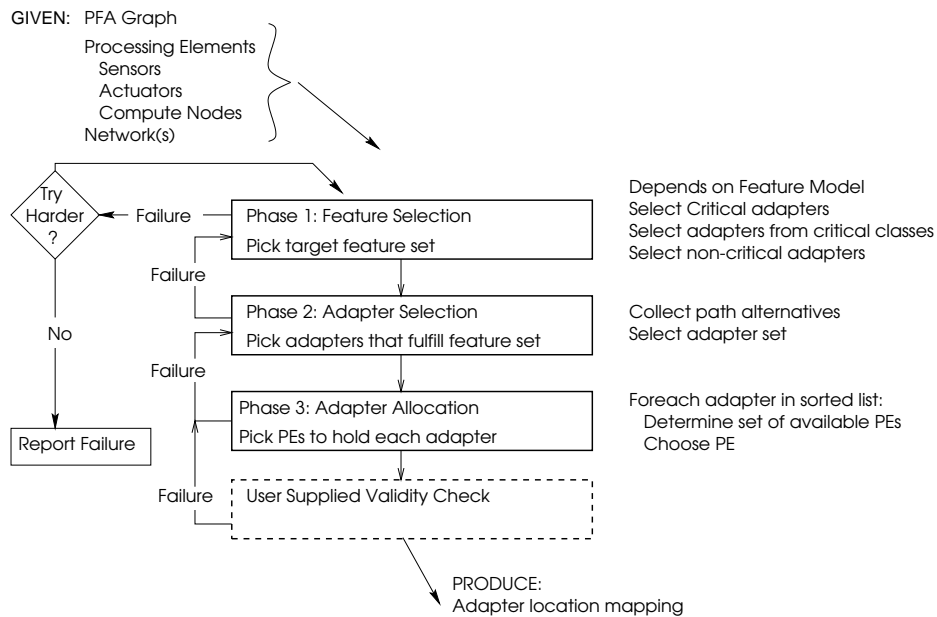 GIVEN: PFA Graph
Processing Elements
Sensors
Actuators
Compute Nodes
Network(s)
Try
Harder
?
Failure
Phase 1: Feature Selection
Pick target feature set
Depends on Feature Model
Select Critical adapters
Select adapters from critical classes
Select non-critical adapters
Failure
Phase 2: Adapter Selection
Pick adapters that fulfill feature set
Collect path alternatives
Select adapter set
No
Failure
Phase 3: Adapter Allocation
Pick PEs to hold each adapter
Foreach adapter in sorted list:
Determine set of available PEs
Choose PE
Report Failure
Failure
User Supplied Validity Check
PRODUCE:
Adapter location mapping